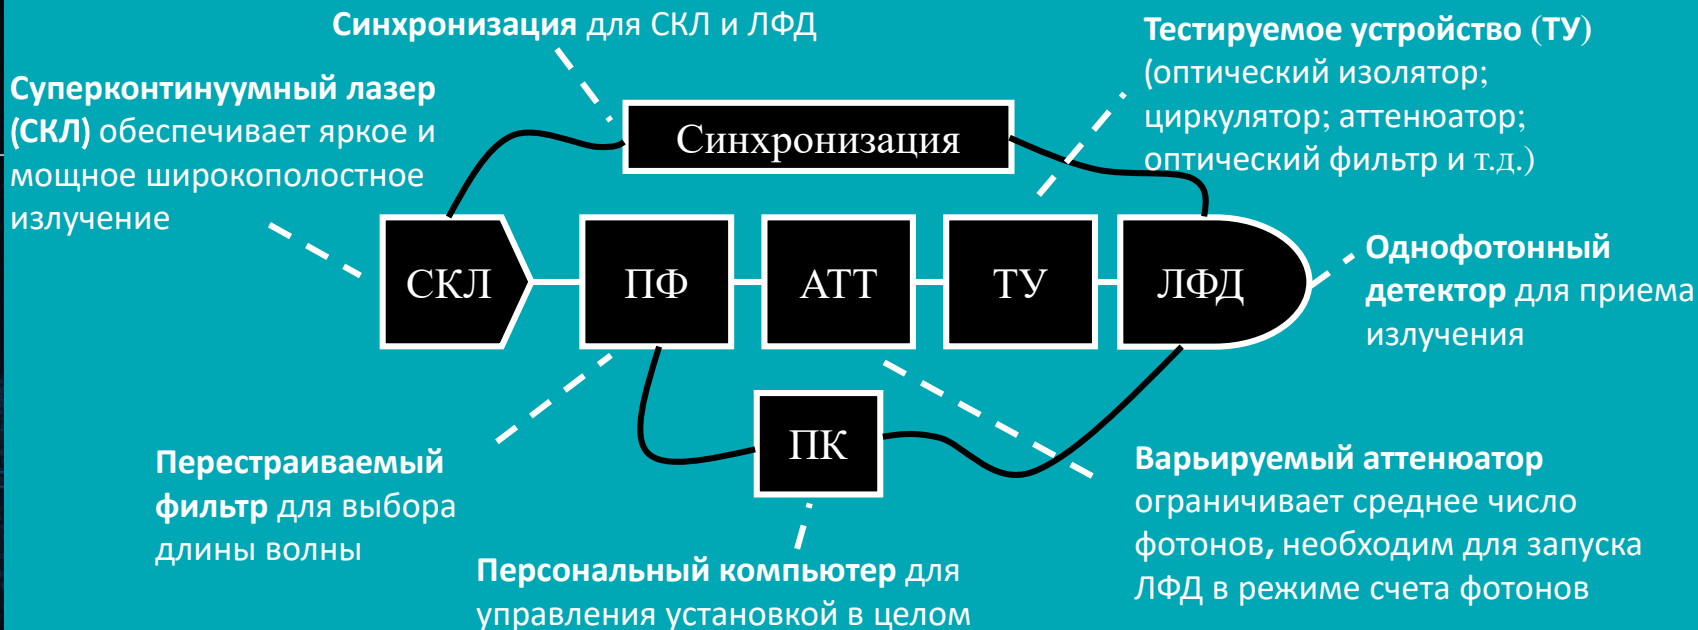 Синхронизация для СКЛ и ЛФД
Суперконтинуумный лазер
(СКЛ) обеспечивает яркое и
мощное широкополостное
излучение
Тестируемое устройство (ТУ)
(оптический изолятор;
циркулятор; аттенюатор;
оптический фильтр и т.д.)
Синхронизация
СКЛ
ПФ
АТТ
ТУ
ЛФД
Однофотонный
детектор для приема
излучения
ПК
Перестраиваемый
фильтр для выбора
длины волны
Персональный компьютер для
управления установкой в целом
Варьируемый аттенюатор
ограничивает среднее число
фотонов, необходим для запуска
ЛФД в режиме счета фотонов